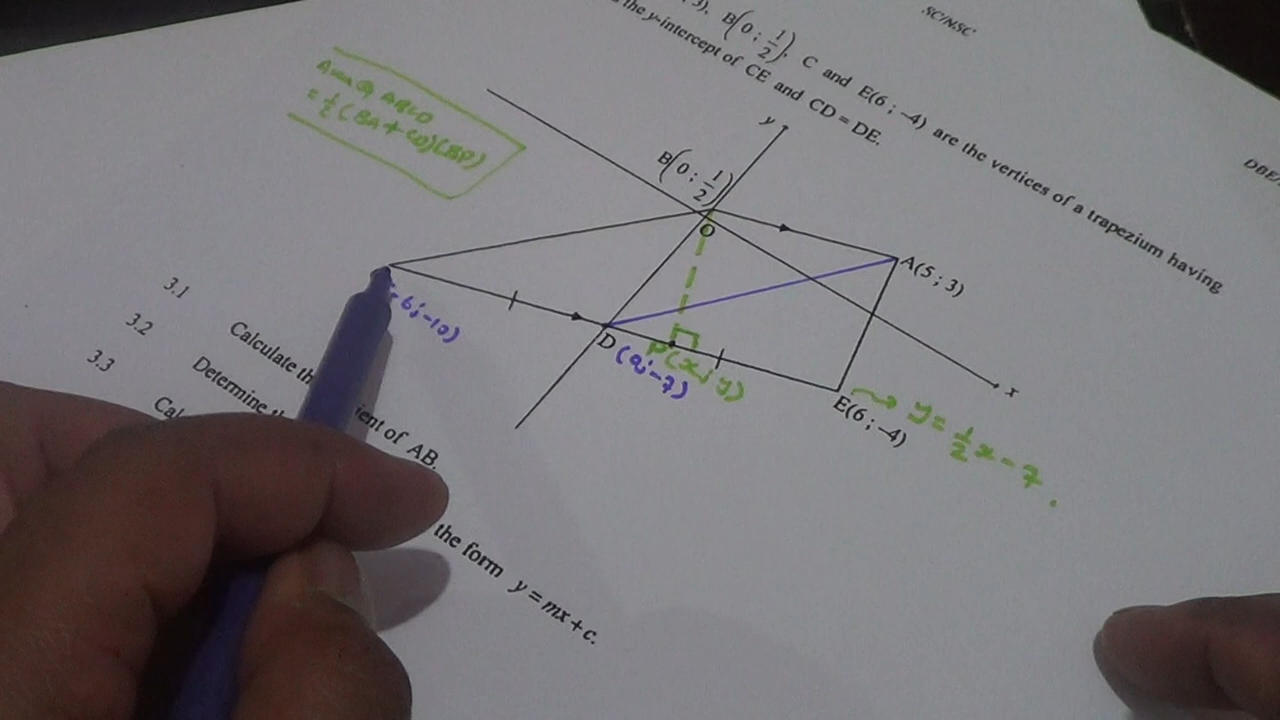 SC/NSC
DBE/
3), B(0 ; 1/2), C and E(6 ; –4) are the vertices of a trapezium having
the y-intercept of CE and CD = DE.
Area of ABCD
= ½(BA + CD)(BP)
y
B(0 ; 1/2)
O
A(5 ; 3)
6;-10)
D
(0;-7)
P(x;y)
x
E(6 ; –4)
y = ½x - 7.
3.1 Calculate the
ient of AB.
3.2 Determine the
the form y = mx + c.
3.3